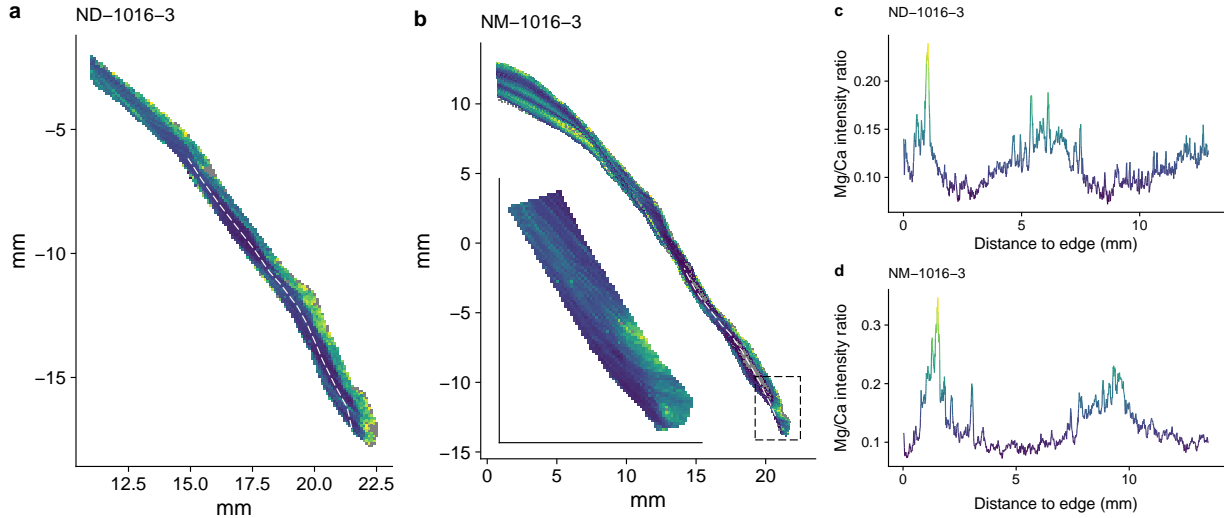 a
ND−1016−3
−5
−10
−15
mm
12.5
15.0
17.5
20.0
22.5
mm
b
NM−1016−3
10
5
0
−5
−10
−15
mm
0
5
10
15
20
mm
c
ND−1016−3
0.20
0.15
0.10
Mg/Ca intensity ratio
0
5
10
Distance to edge (mm)
d
NM−1016−3
0.3
0.2
0.1
Mg/Ca intensity ratio
0
5
10
Distance to edge (mm)